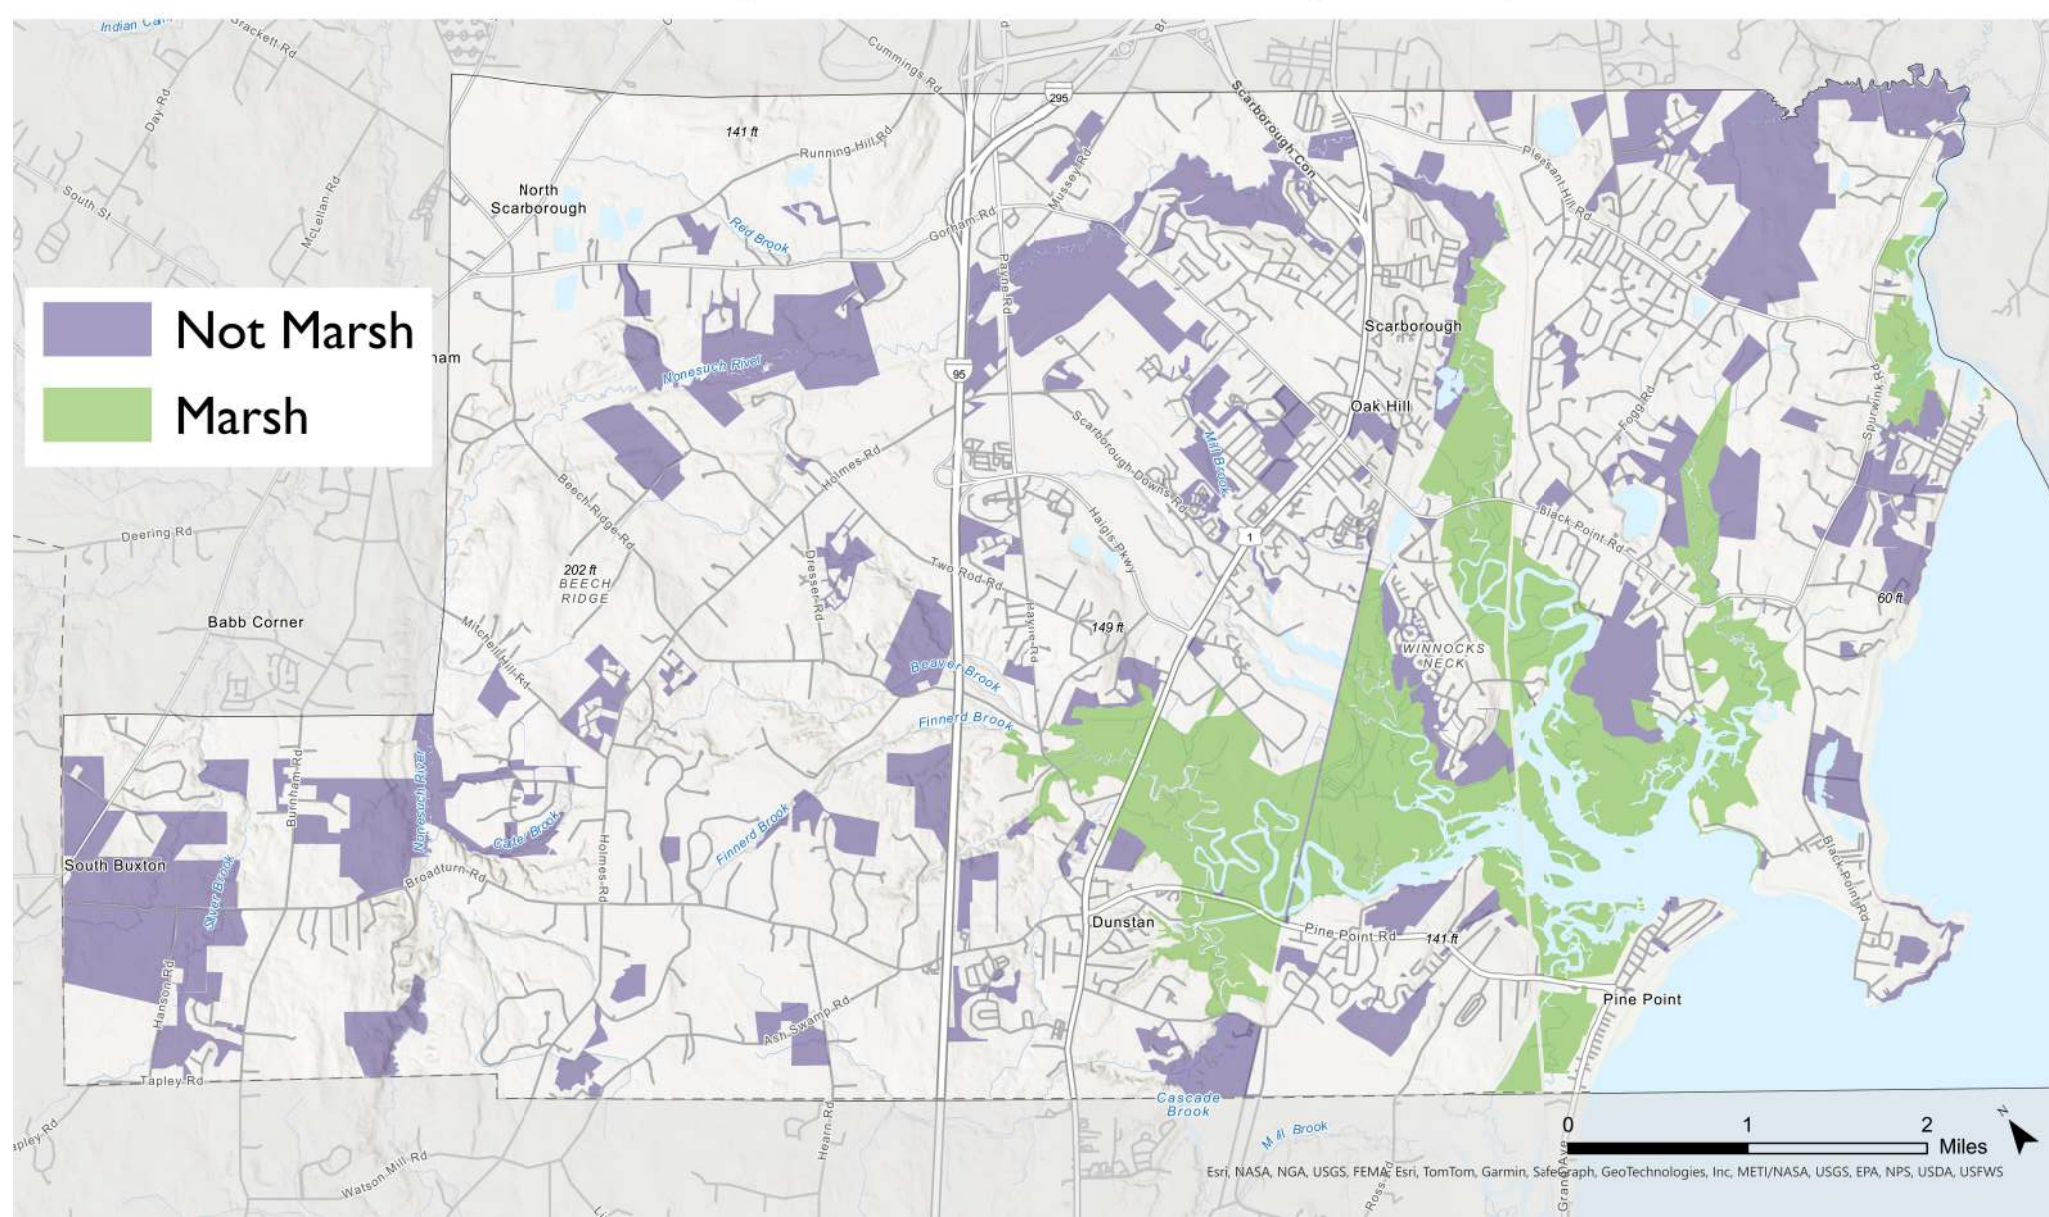 Brackett Rd
Cummings Rd
295
Day Rd
141 ft
Running Hill Rd
Mussey Rd
Scarborough Con
Pleasant Hill Rd
South St
McLellan Rd
North
Scarborough
Red Brook
Gorham Rd
Not Marsh
Marsh
Payne Rd
Scarborough
Nonesuch River
95
Oak Hill
Fogg Rd
Spurwink Rd
Mill Brook
Scarborough Downs Rd
Holmes Rd
Beech Ridge Rd
Deering Rd
Haigis Pkwy
1
Black Point Rd
202 ft
BEECH
RIDGE
Dresser Rd
Two Rod Rd
60 ft
Babb Corner
Mitchell Hill Rd
Payne Rd
149 ft
WINNOCKS
NECK
Beaver Brook
Finnerd Brook
Burnham Rd
Nonesuch River
Finnerd Brook
Holmes Rd
South Buxton
Silver Brook
Broadturn Rd
Black Point Rd
Dunstan
Pine Point Rd
141 ft
Hanson Rd
Ash Swamp Rd
Pine Point
Tapley Rd
Cascade
Brook
Mill Brook
Hearn Rd
Watson Mill Rd
Ross Rd
Grand Ave
0 1 2
Miles
N
Esri, NASA, NGA, USGS, FEMA, Esri, TomTom, Garmin, SafeGraph, GeoTechnologies, Inc, METI/NASA, USGS, EPA, NPS, USDA, USFWS